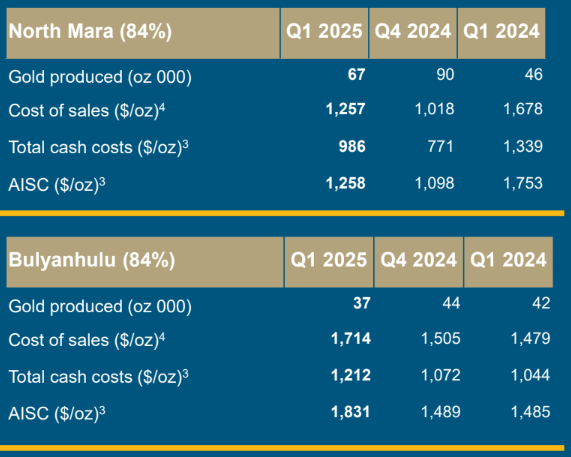 North Mara (84%) Q1 2025 Q4 2024 Q1 2024
Gold produced (oz 000) 67 90 46
Cost of sales ($/oz)⁴ 1,257 1,018 1,678
Total cash costs ($/oz)³ 986 771 1,339
AISC ($/oz)³ 1,258 1,098 1,753
Bulyanhulu (84%) Q1 2025 Q4 2024 Q1 2024
Gold produced (oz 000) 37 44 42
Cost of sales ($/oz)⁴ 1,714 1,505 1,479
Total cash costs ($/oz)³ 1,212 1,072 1,044
AISC ($/oz)³ 1,831 1,489 1,485